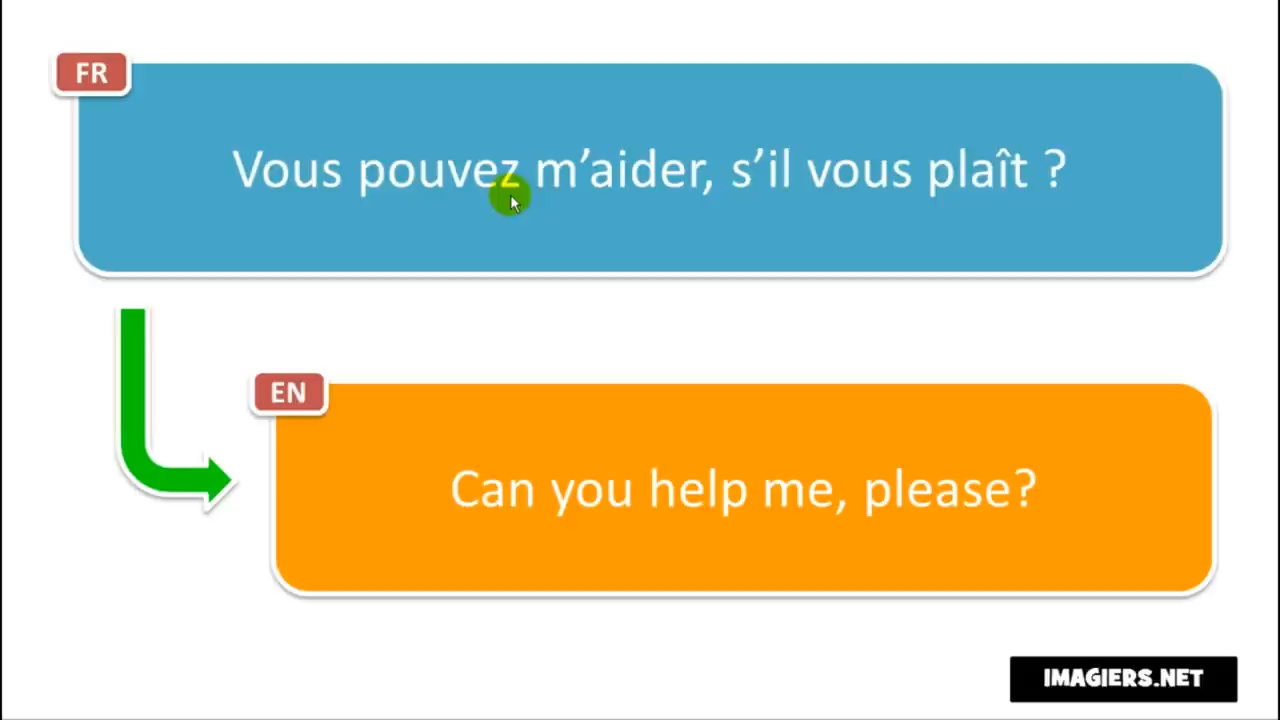 FR
Vous pouvez m’aider, s’il vous plaît ?
EN
Can you help me, please?
IMAGIERS.NET